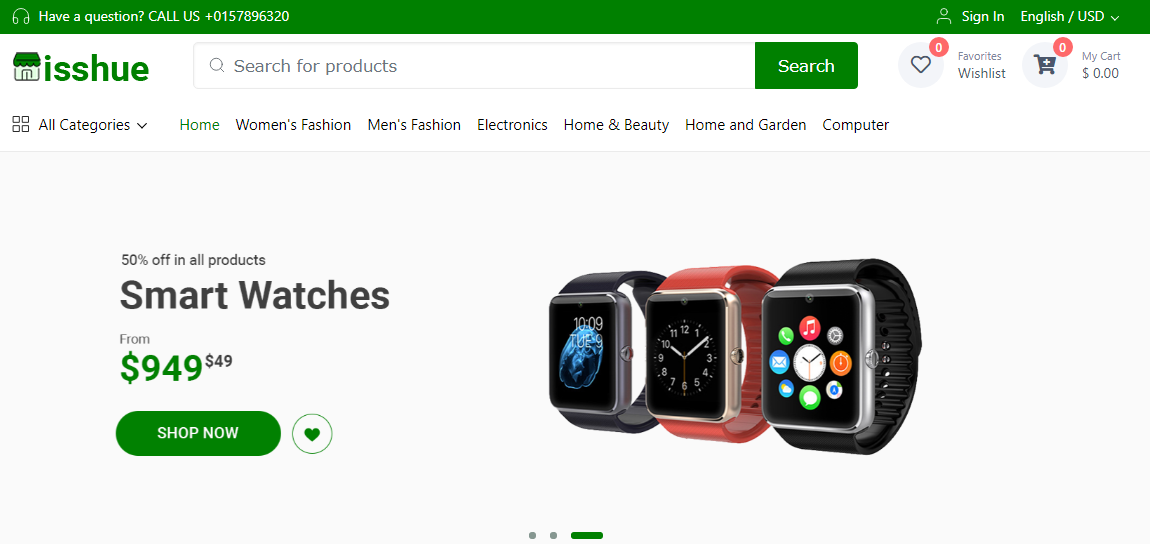 Have a question? CALL US +0157896320
Sign In
English / USD
isshue
Search for products
Search
0
Favorites
Wishlist
0
My Cart
$ 0.00
All Categories
Home
Women's Fashion
Men's Fashion
Electronics
Home & Beauty
Home and Garden
Computer
50% off in all products
Smart Watches
From
$949 $49
SHOP NOW
10:09
TUE 9